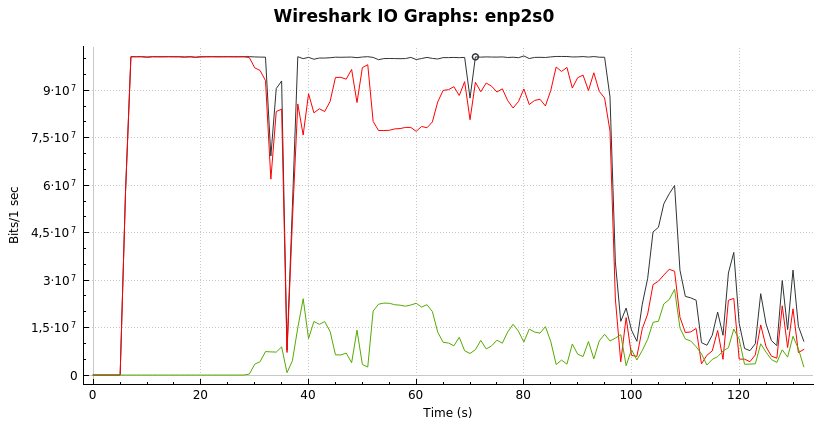 Wireshark IO Graphs: enp2s0
Bits/1 sec
9·10⁷
7,5·10⁷
6·10⁷
4,5·10⁷
3·10⁷
1,5·10⁷
0
0 20 40 60 80 100 120
Time (s)